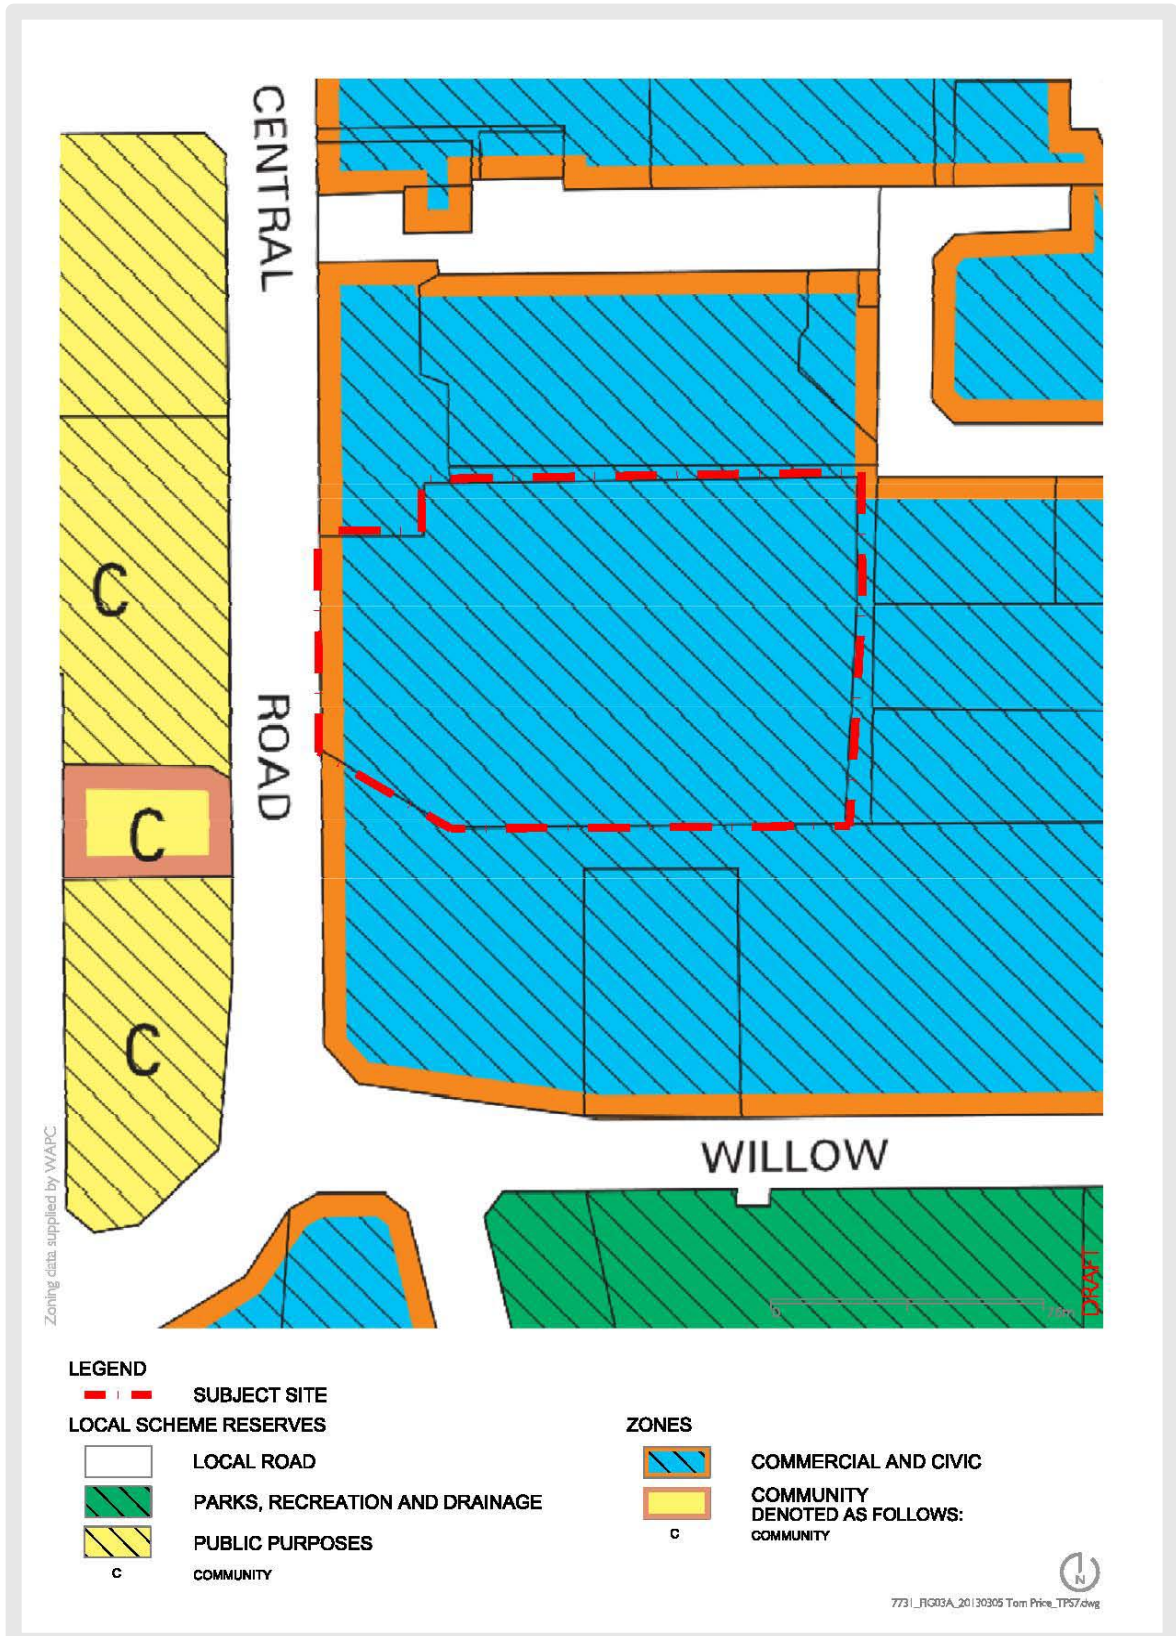 CENTRAL
ROAD
C
C
C
WILLOW
0
75m
DRAFT
Zoning data supplied by WAPC
LEGEND
SUBJECT SITE
LOCAL SCHEME RESERVES
LOCAL ROAD
PARKS, RECREATION AND DRAINAGE
PUBLIC PURPOSES
C COMMUNITY
ZONES
COMMERCIAL AND CIVIC
COMMUNITY
DENOTED AS FOLLOWS:
C COMMUNITY
N
7731_FIG03A_20130305 Tom Price_TPS7.dwg